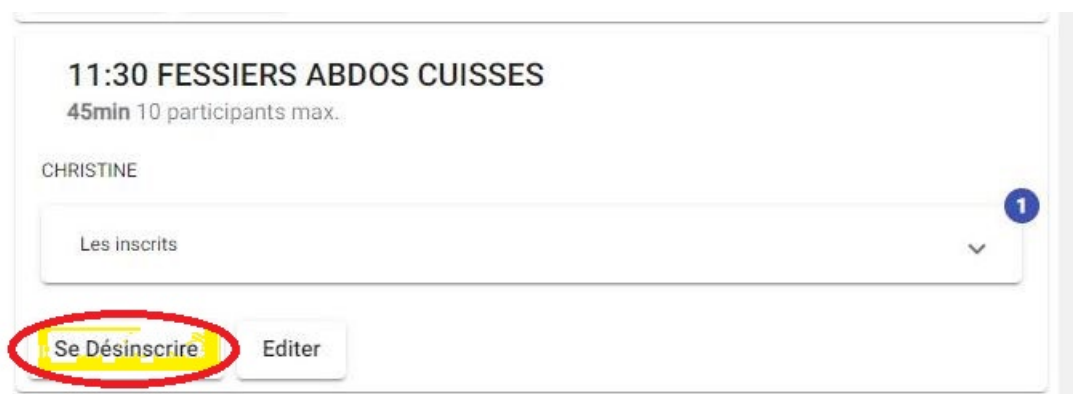 11:30 FESSIERS ABDOS CUISSES
45min 10 participants max.
CHRISTINE
1
Les inscrits
Se Désinscrire Editer